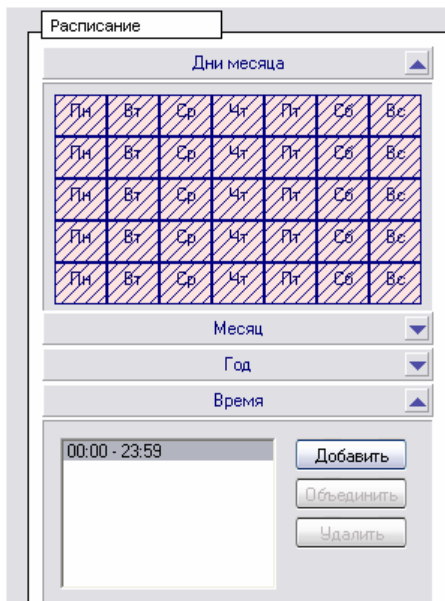 Расписание
Дни месяца
Пн Вт Ср Чт Пт Сб Вс
Пн Вт Ср Чт Пт Сб Вс
Пн Вт Ср Чт Пт Сб Вс
Пн Вт Ср Чт Пт Сб Вс
Пн Вт Ср Чт Пт Сб Вс
Месяц
Год
Время
00:00 - 23:59
Добавить
Объединить
Удалить